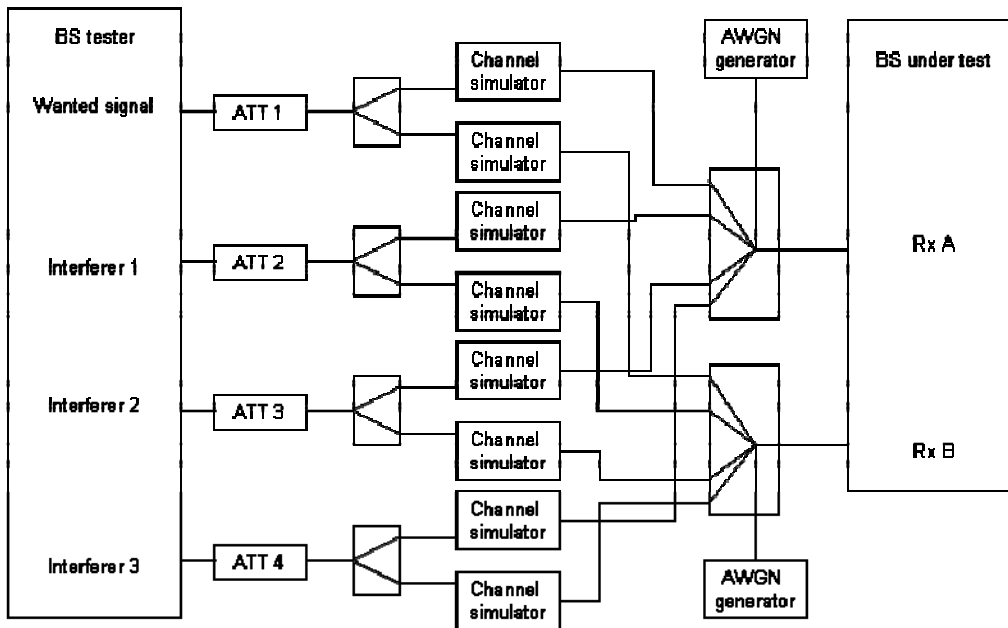 BS tester
Wanted signal
Interferer 1
Interferer 2
Interferer 3
ATT 1
ATT 2
ATT 3
ATT 4
Channel
simulator
Channel
simulator
Channel
simulator
Channel
simulator
Channel
simulator
Channel
simulator
Channel
simulator
Channel
simulator
AWGN
generator
AWGN
generator
BS under test
Rx A
Rx B